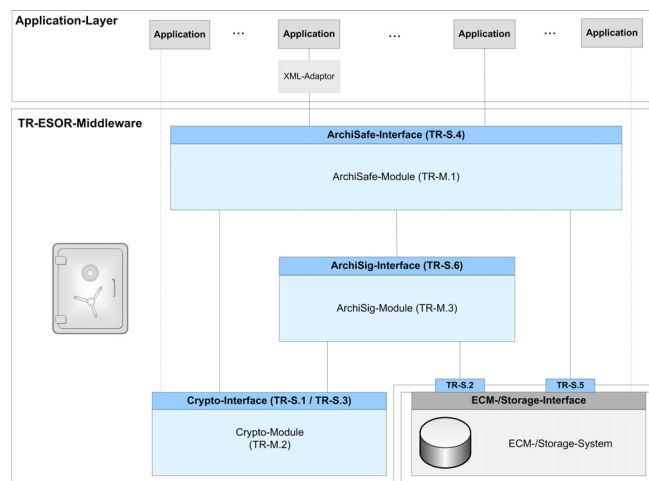 Application-Layer
Application
...
Application
...
Application
...
Application
XML-Adaptor
TR-ESOR-Middleware
ArchiSafe-Interface (TR-S.4)
ArchiSafe-Module (TR-M.1)
ArchiSig-Interface (TR-S.6)
ArchiSig-Module (TR-M.3)
TR-S.2
TR-S.5
Crypto-Interface (TR-S.1 / TR-S.3)
ECM-/Storage-Interface
Crypto-Module
(TR-M.2)
ECM-/Storage-System